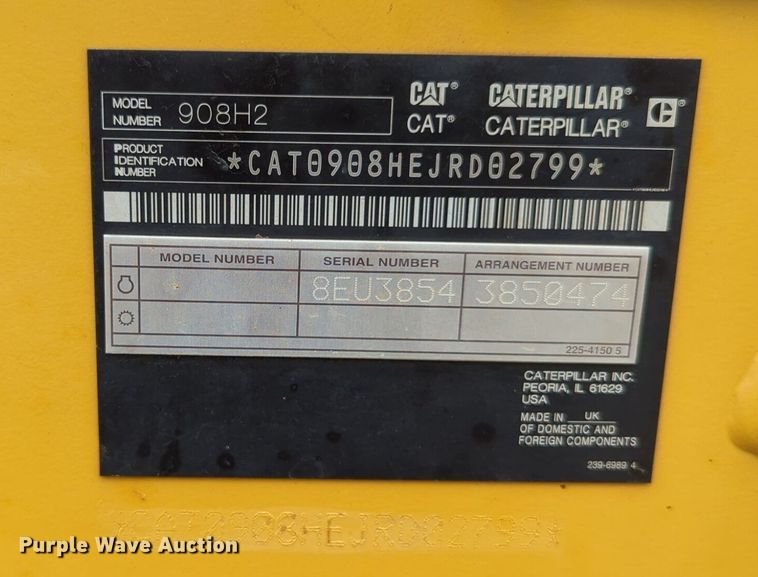 MODEL NUMBER 908H2
CAT® CATERPILLAR®
CAT® CATERPILLAR®
PRODUCT IDENTIFICATION NUMBER *CAT0908HEJRD02799*
MODEL NUMBER SERIAL NUMBER ARRANGEMENT NUMBER
8EU3854 3850474
225-4150 5
CATERPILLAR INC.
PEORIA, IL 61629
USA
MADE IN UK
OF DOMESTIC AND
FOREIGN COMPONENTS
239-6989 4
Purple Wave Auction